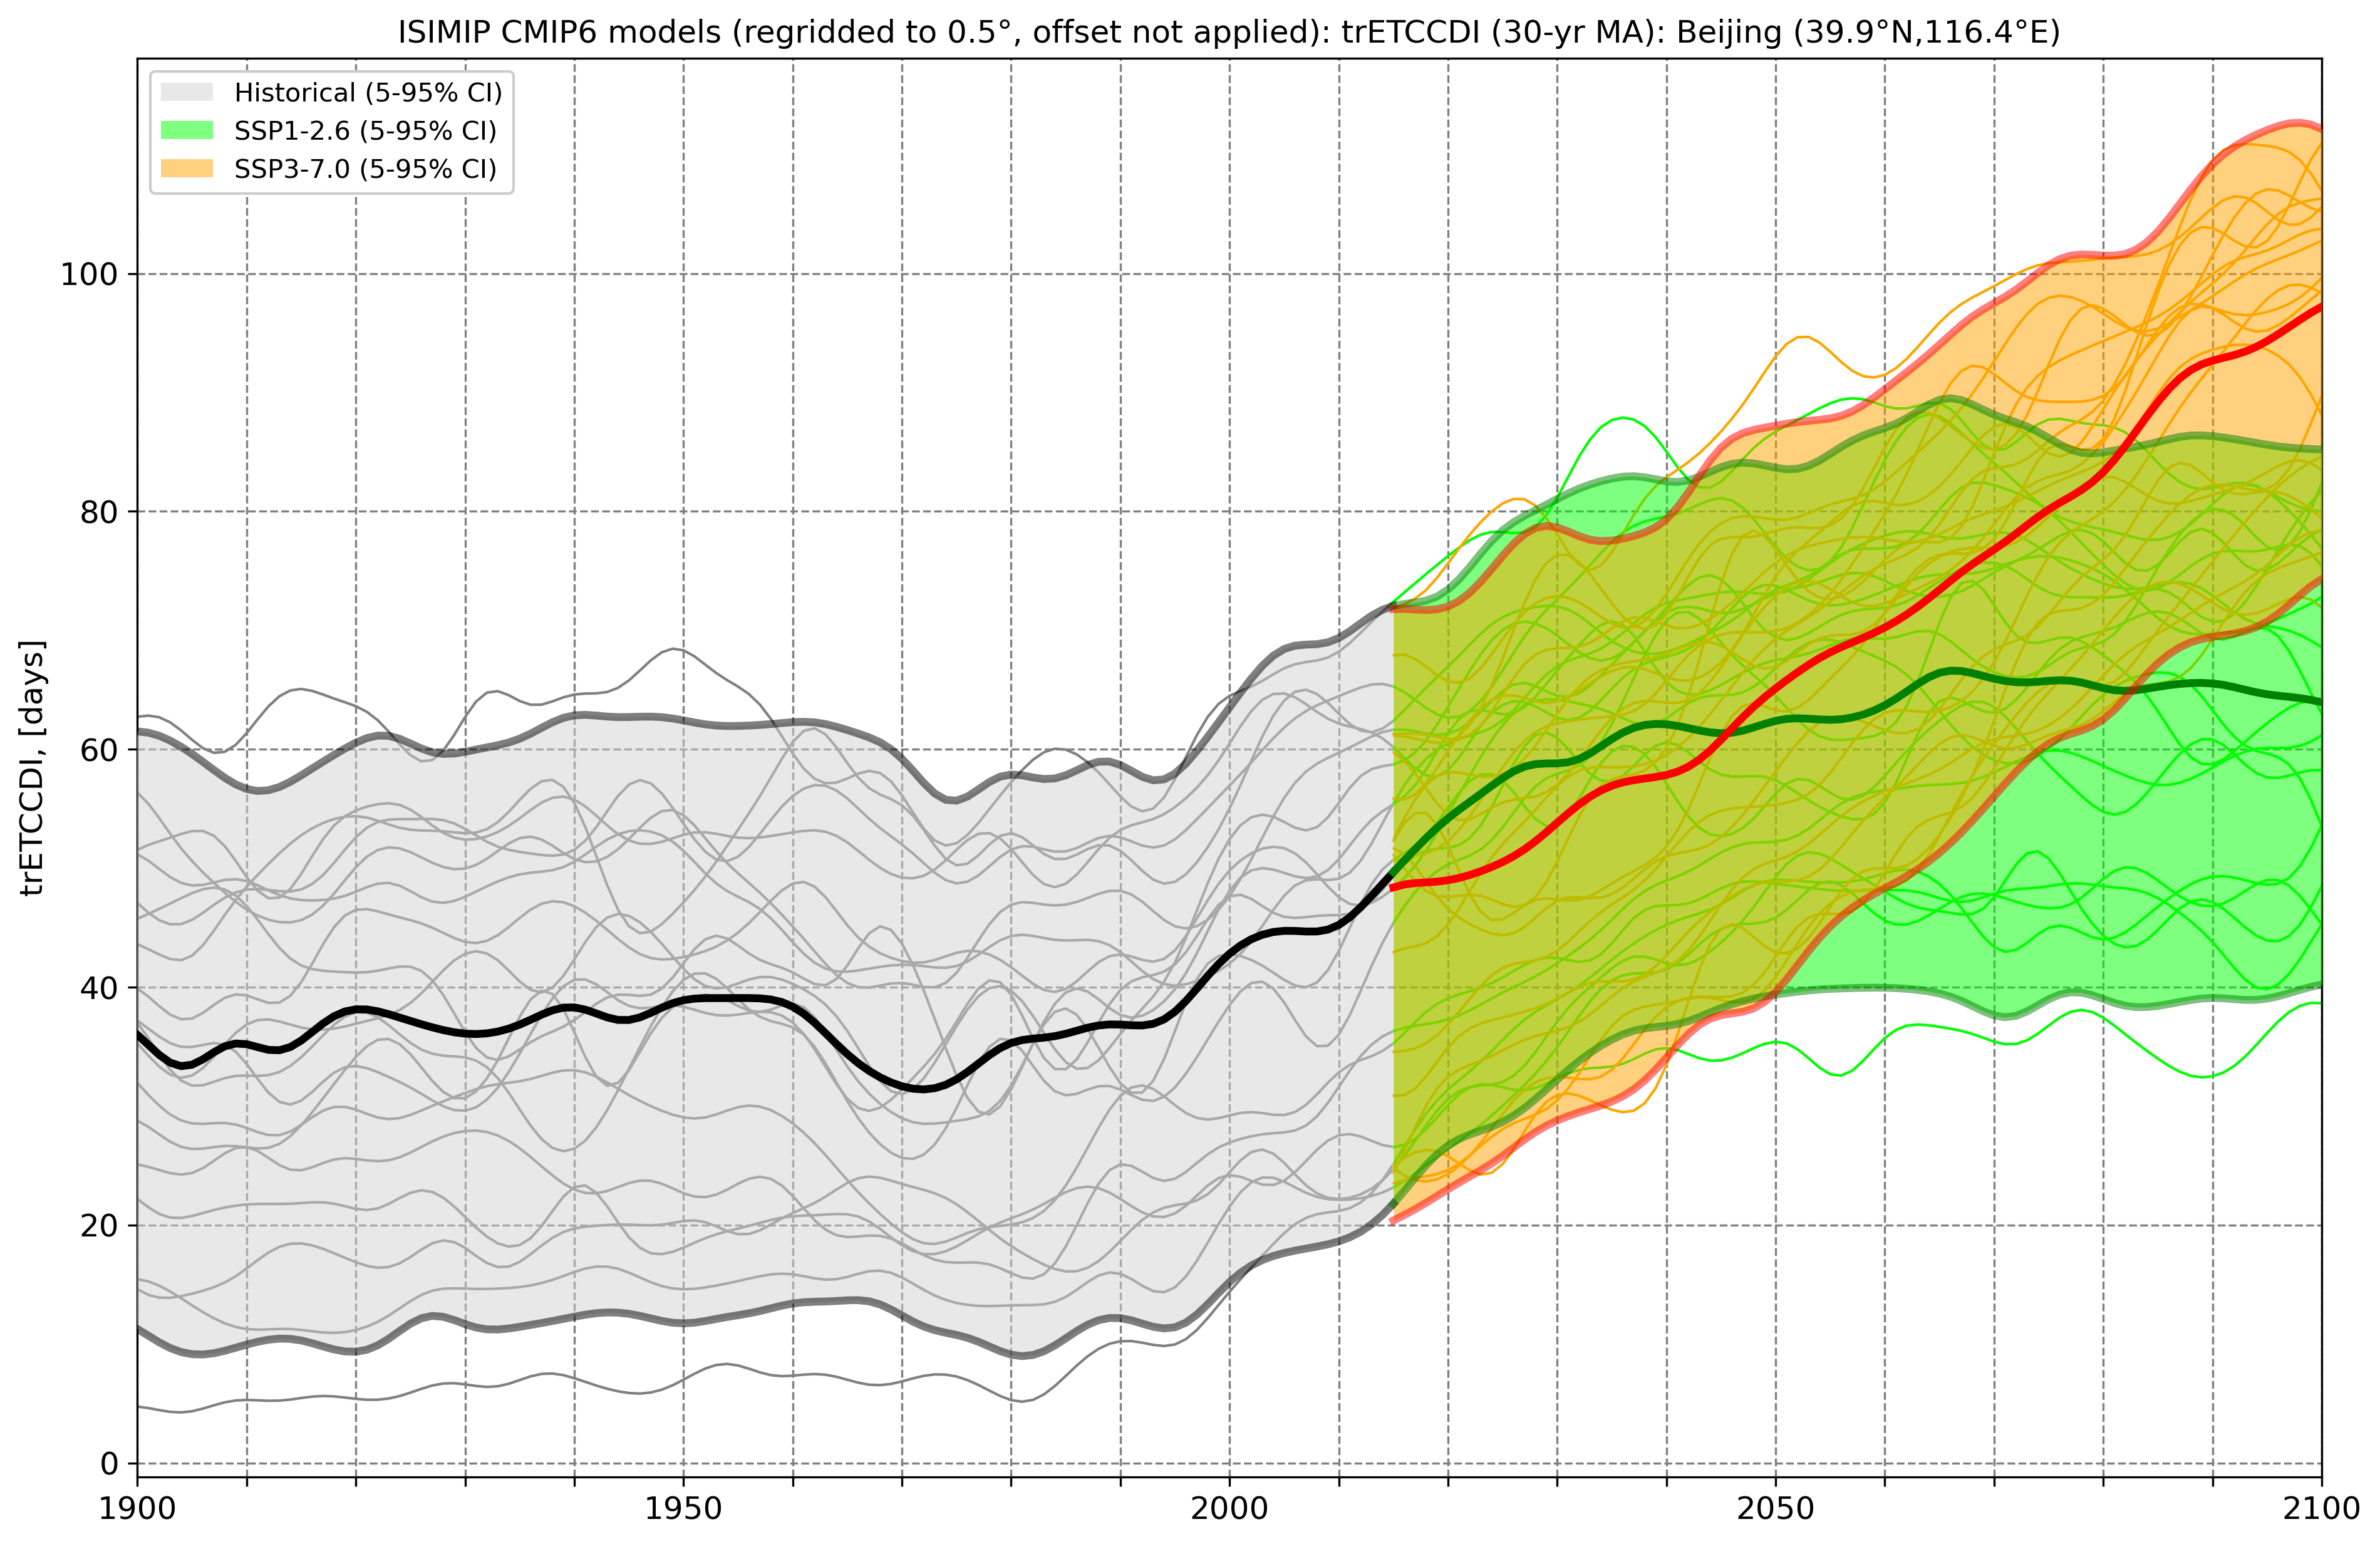 ISIMIP CMIP6 models (regridded to 0.5°, offset not applied): trETCCDI (30-yr MA): Beijing (39.9°N,116.4°E)
Historical (5-95% CI)
SSP1-2.6 (5-95% CI)
SSP3-7.0 (5-95% CI)
trETCCDI, [days]
100
80
60
40
20
0
1900 1950 2000 2050 2100